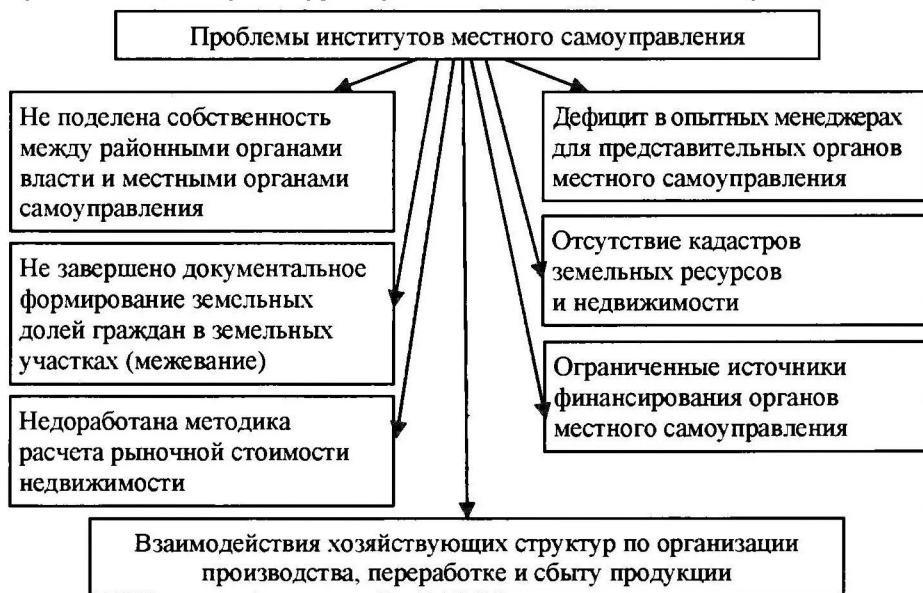 Проблемы институтов местного самоуправления
Не поделена собственность
между районными органами
власти и местными органами
самоуправления
Не завершено документальное
формирование земельных
долей граждан в земельных
участках (межевание)
Недоработана методика
расчета рыночной стоимости
недвижимости
Дефицит в опытных менеджерах
для представительных органов
местного самоуправления
Отсутствие кадастров
земельных ресурсов
и недвижимости
Ограниченные источники
финансирования органов
местного самоуправления
Взаимодействия хозяйствующих структур по организации
производства, переработке и сбыту продукции